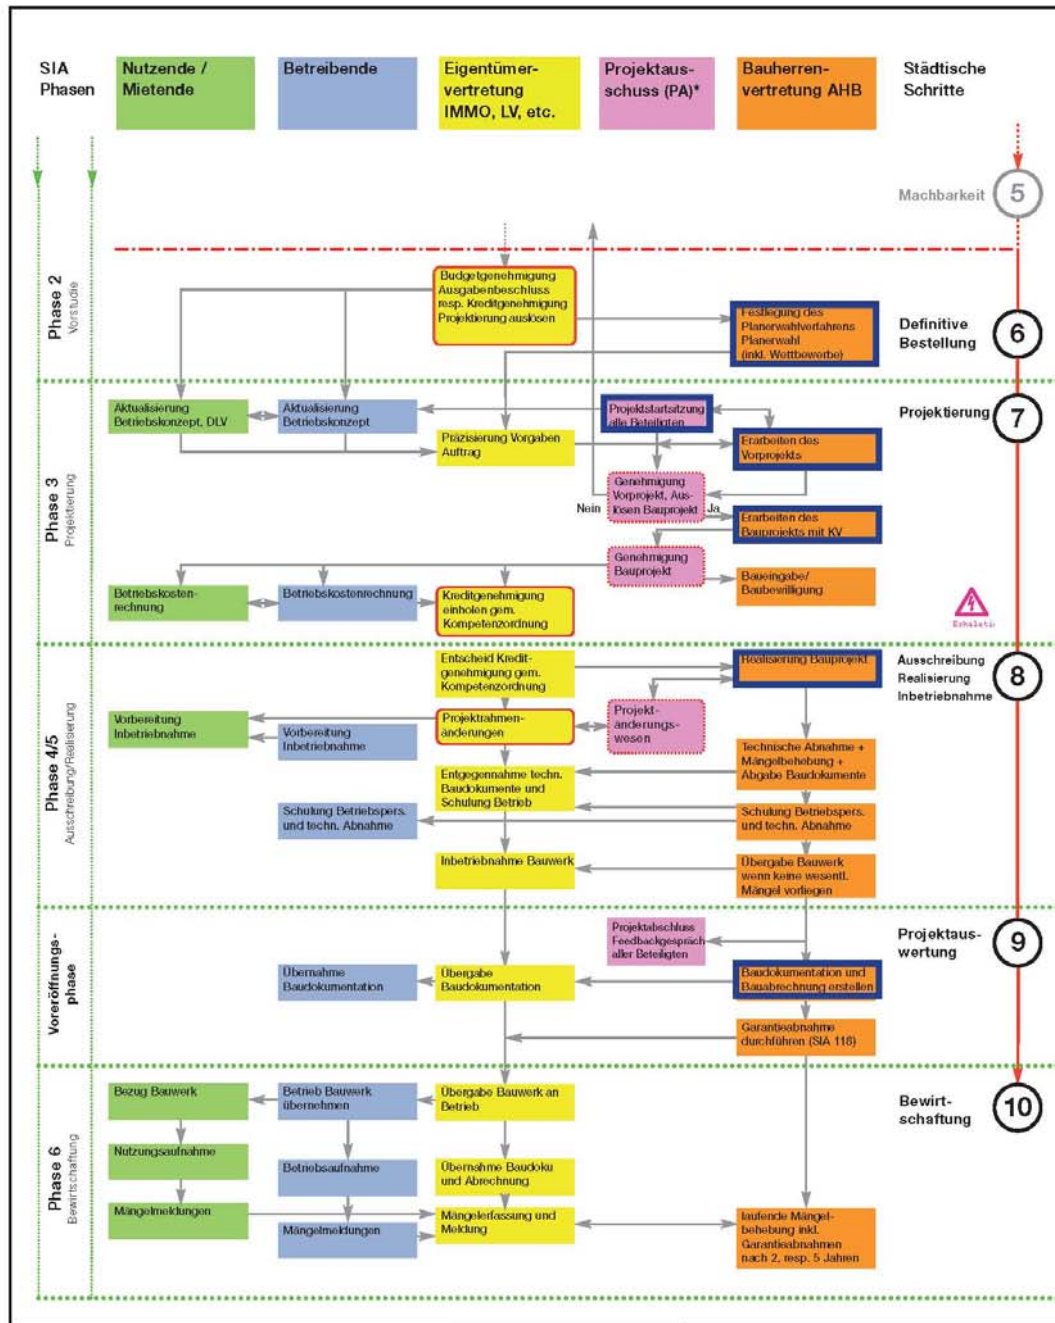 SIA
Phasen
Nutzende /
Mietende
Betreibende
Eigentümer-
vertretung
IMMO, LV, etc.
Projektaus-
schuss (PA)*
Bauherren-
vertretung AHB
Städtische
Schritte
Machbarkeit
5
Phase 2
Vorstudie
Budgetgenehmigung
Ausgabenbeschluss
resp. Kreditgenehmigung
Projektierung auslösen
Festlegung des
Planerwahlverfahrens
Planerwahl
(inkl. Wettbewerbe)
Definitive
Bestellung
6
Phase 3
Projektierung
Aktualisierung
Betriebskonzept, DLV
Aktualisierung
Betriebskonzept
Projektstartsitzung
alle Beteiligten
Projektierung
7
Präzisierung Vorgaben
Auftrag
Erarbeiten des
Vorprojekts
Genehmigung
Vorprojekt, Aus-
lösen Bauprojekt
Nein
Ja
Erarbeiten des
Bauprojekts mit KV
Genehmigung
Bauprojekt
Baueingabe/
Baubewilligung
Betriebskosten-
rechnung
Betriebskostenrechnung
Kreditgenehmigung
einholen gem.
Kompetenzordnung
Phase 4/5
Ausschreibung/Realisierung
Entscheid Kredit-
genehmigung gem.
Kompetenzordnung
Realisierung Bauprojekt
Ausschreibung
Realisierung
Inbetriebnahme
8
Vorbereitung
Inbetriebnahme
Vorbereitung
Inbetriebnahme
Projektrahmen-
änderungen
Projekt-
änderungs-
wesen
Technische Abnahme +
Mängelbehebung +
Abgabe Baudokumente
Entgegennahme techn.
Baudokumente und
Schulung Betrieb
Schulung Betriebspers.
und techn. Abnahme
Schulung Betriebspers.
und techn. Abnahme
Inbetriebnahme Bauwerk
Übergabe Bauwerk
wenn keine wesentl.
Mängel vorliegen
Voreröffnungs-
phase
Projektabschluss
Feedbackgespräch
aller Beteiligten
Projektaus-
wertung
9
Übernahme
Baudokumentation
Übergabe
Baudokumentation
Baudokumentation und
Bauabrechnung erstellen
Garantieabnahme
durchführen (SIA 118)
Phase 6
Bewirtschaftung
Bezug Bauwerk
Betrieb Bauwerk
übernehmen
Übergabe Bauwerk an
Betrieb
Bewirt-
schaftung
10
Nutzungsaufnahme
Betriebsaufnahme
Übernahme Baudoku
und Abrechnung
Mängelmeldungen
Mängelmeldungen
Mängelerfassung und
Meldung
laufende Mängel-
behebung inkl.
Garantieabnahmen
nach 2, resp. 5 Jahren